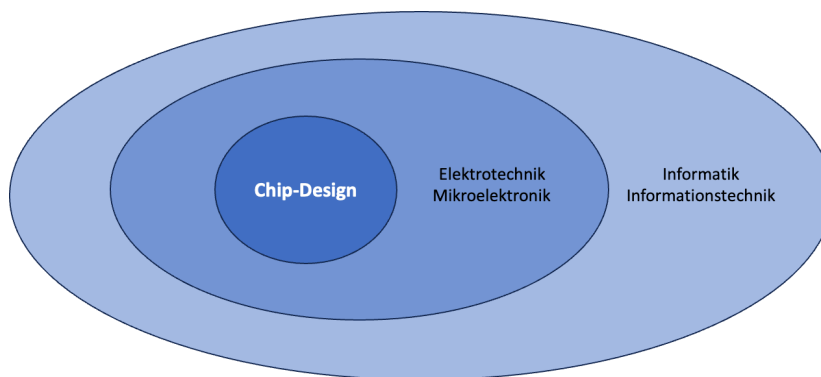 Chip-Design
Elektrotechnik
Mikroelektronik
Informatik
Informationstechnik